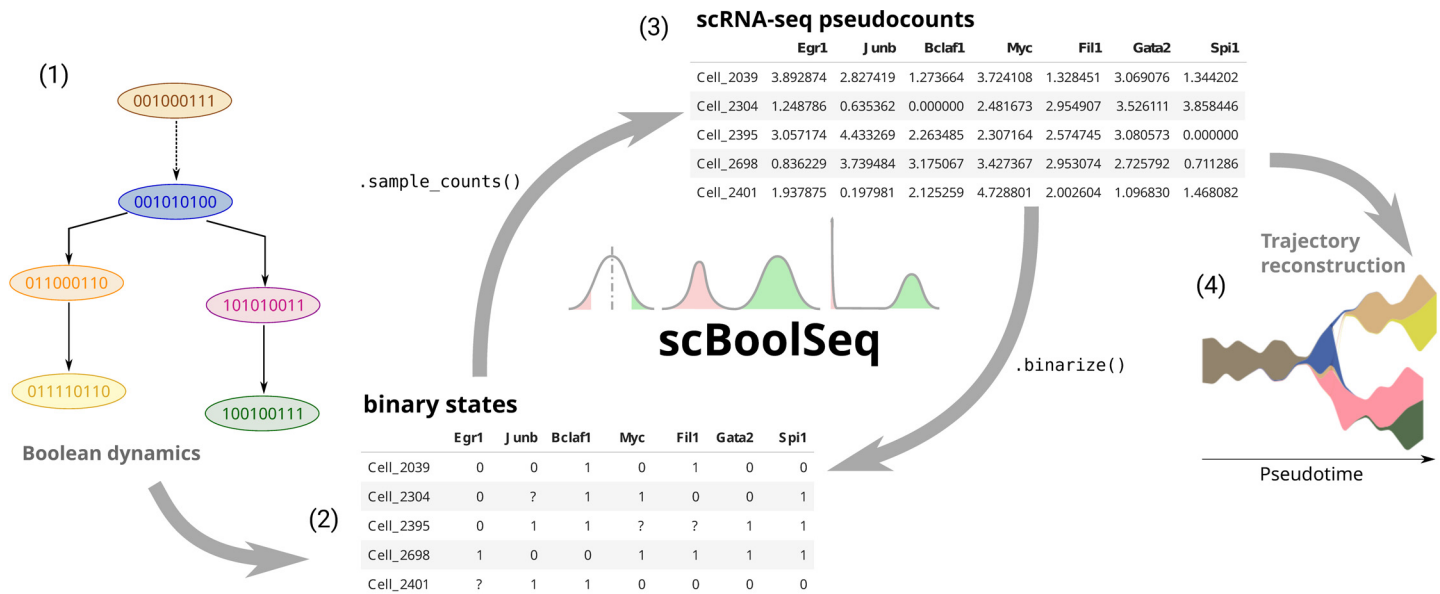 (1)
001000111
001010100
011000110
101010011
011110110
100100111
Boolean dynamics
(2)
binary states
Egr1 Junb Bclaf1 Myc Fil1 Gata2 Spi1
Cell_2039 0 0 1 0 1 0 0
Cell_2304 0 ? 1 1 0 0 1
Cell_2395 0 1 1 ? ? 1 1
Cell_2698 1 0 0 1 1 1 1
Cell_2401 ? 1 1 0 0 0 0
.sample_counts()
(3)
scRNA-seq pseudocounts
Egr1 Junb Bclaf1 Myc Fil1 Gata2 Spi1
Cell_2039 3.892874 2.827419 1.273664 3.724108 1.328451 3.069076 1.344202
Cell_2304 1.248786 0.635362 0.000000 2.481673 2.954907 3.526111 3.858446
Cell_2395 3.057174 4.433269 2.263485 2.307164 2.574745 3.080573 0.000000
Cell_2698 0.836229 3.739484 3.175067 3.427367 2.953074 2.725792 0.711286
Cell_2401 1.937875 0.197981 2.125259 4.728801 2.002604 1.096830 1.468082
scBoolSeq
.binarize()
Trajectory
reconstruction
(4)
Pseudotime